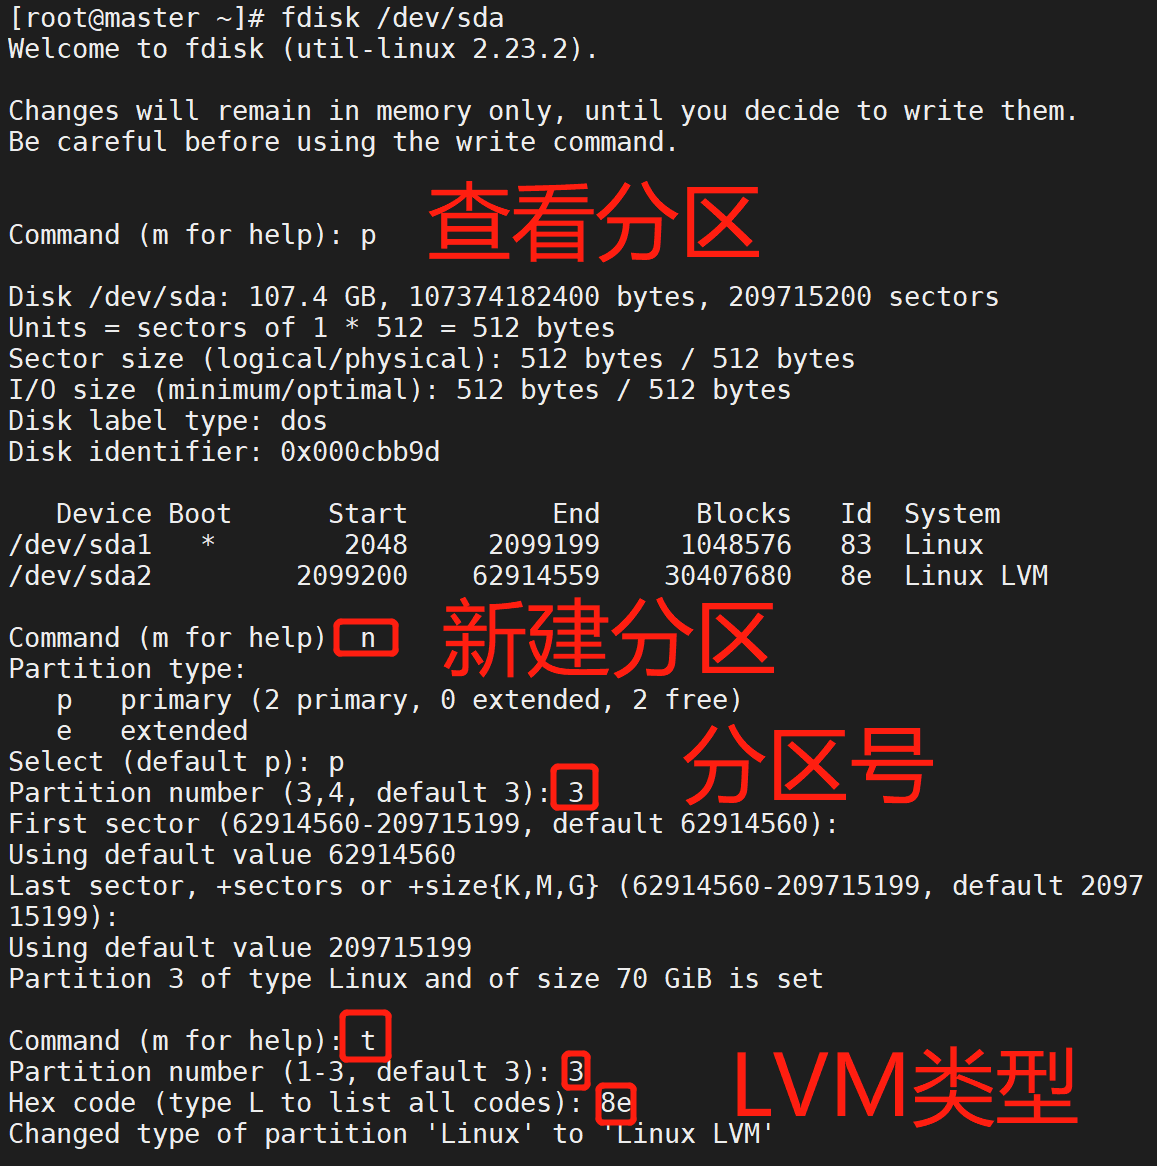 [root@master ~]# fdisk /dev/sda
Welcome to fdisk (util-linux 2.23.2).
Changes will remain in memory only, until you decide to write them.
Be careful before using the write command.
查看分区
Command (m for help): p
Disk /dev/sda: 107.4 GB, 107374182400 bytes, 209715200 sectors
Units = sectors of 1 * 512 = 512 bytes
Sector size (logical/physical): 512 bytes / 512 bytes
I/O size (minimum/optimal): 512 bytes / 512 bytes
Disk label type: dos
Disk identifier: 0x000cbb9d
Device Boot Start End Blocks Id System
/dev/sda1 * 2048 2099199 1048576 83 Linux
/dev/sda2 2099200 62914559 30407680 8e Linux LVM
Command (m for help) n
新建分区
Partition type:
p primary (2 primary, 0 extended, 2 free)
e extended
Select (default p): p
分区号
Partition number (3,4, default 3): 3
First sector (62914560-209715199, default 62914560):
Using default value 62914560
Last sector, +sectors or +size{K,M,G} (62914560-209715199, default 2097
15199):
Using default value 209715199
Partition 3 of type Linux and of size 70 GiB is set
Command (m for help): t
Partition number (1-3, default 3): 3
LVM类型
Hex code (type L to list all codes): 8e
Changed type of partition 'Linux' to 'Linux LVM'